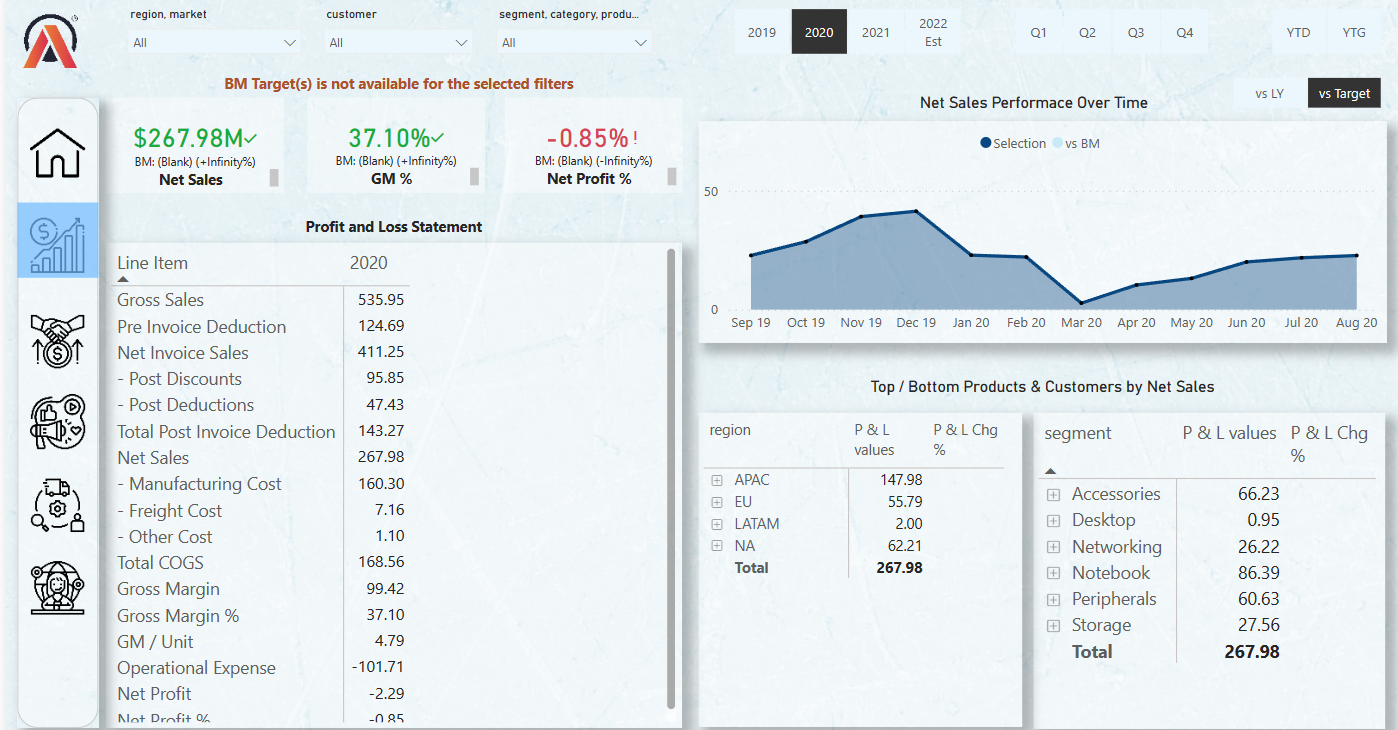 region, market
customer
segment, category, produ...
All
All
All
2019
2020
2021
2022
Est
Q1
Q2
Q3
Q4
YTD
YTG
BM Target(s) is not available for the selected filters
vs LY
vs Target
$267.98M
BM: (Blank) (+Infinity%)
Net Sales
37.10%
BM: (Blank) (+Infinity%)
GM %
-0.85% !
BM: (Blank) (-Infinity%)
Net Profit %
Net Sales Performace Over Time
Selection
vs BM
50
0
Sep 19 Oct 19 Nov 19 Dec 19 Jan 20 Feb 20 Mar 20 Apr 20 May 20 Jun 20 Jul 20 Aug 20
Profit and Loss Statement
Line Item 2020
Gross Sales 535.95
Pre Invoice Deduction 124.69
Net Invoice Sales 411.25
- Post Discounts 95.85
- Post Deductions 47.43
Total Post Invoice Deduction 143.27
Net Sales 267.98
- Manufacturing Cost 160.30
- Freight Cost 7.16
- Other Cost 1.10
Total COGS 168.56
Gross Margin 99.42
Gross Margin % 37.10
GM / Unit 4.79
Operational Expense -101.71
Net Profit -2.29
Net Profit % -0.85
Top / Bottom Products & Customers by Net Sales
region P & L values P & L Chg %
APAC 147.98
EU 55.79
LATAM 2.00
NA 62.21
Total 267.98
segment P & L values P & L Chg %
Accessories 66.23
Desktop 0.95
Networking 26.22
Notebook 86.39
Peripherals 60.63
Storage 27.56
Total 267.98